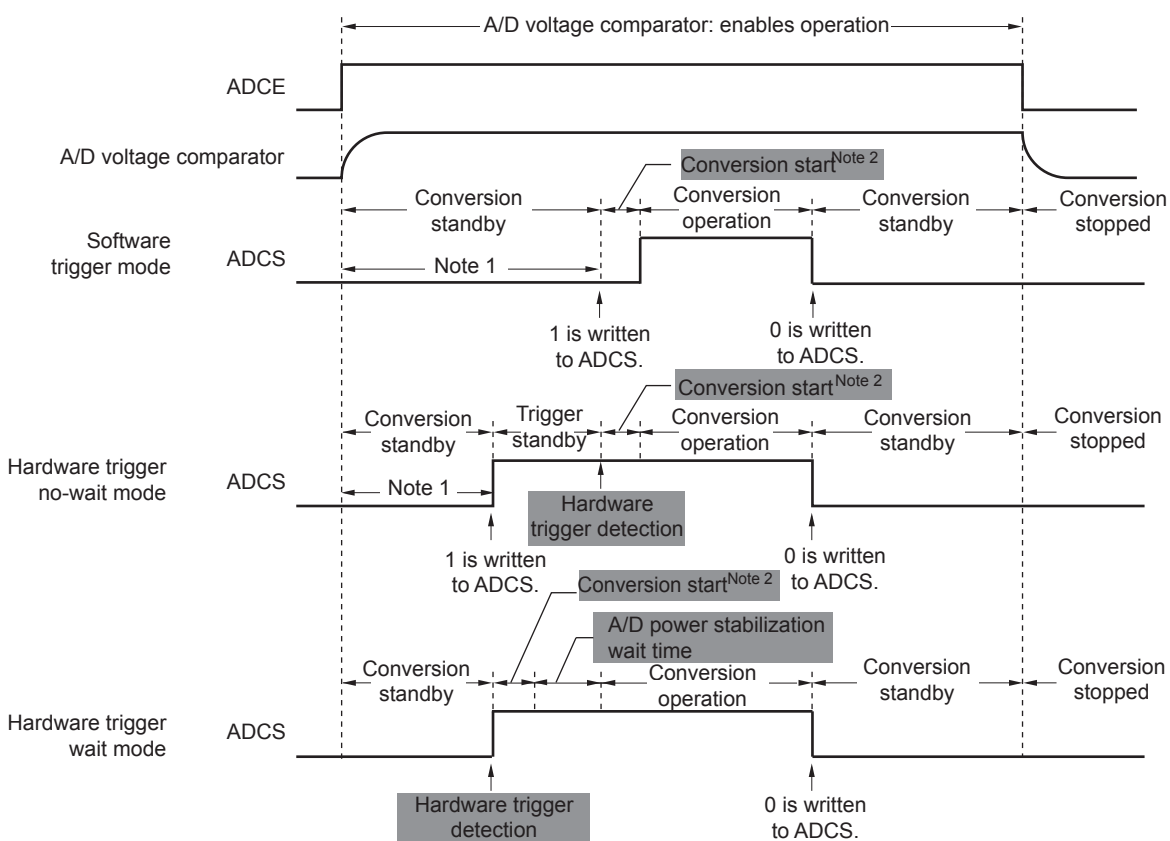 A/D voltage comparator: enables operation
ADCE
A/D voltage comparator
Conversion start Note 2
Conversion
standby
Conversion
operation
Conversion
standby
Conversion
stopped
Software
trigger mode
ADCS
Note 1
1 is written
to ADCS.
0 is written
to ADCS.
Conversion start Note 2
Conversion
standby
Trigger
standby
Conversion
operation
Conversion
standby
Conversion
stopped
Hardware trigger
no-wait mode
ADCS
Note 1
Hardware
trigger detection
1 is written
to ADCS.
0 is written
to ADCS.
Conversion start Note 2
A/D power stabilization
wait time
Conversion
standby
Conversion
operation
Conversion
standby
Conversion
stopped
Hardware trigger
wait mode
ADCS
Hardware trigger
detection
0 is written
to ADCS.